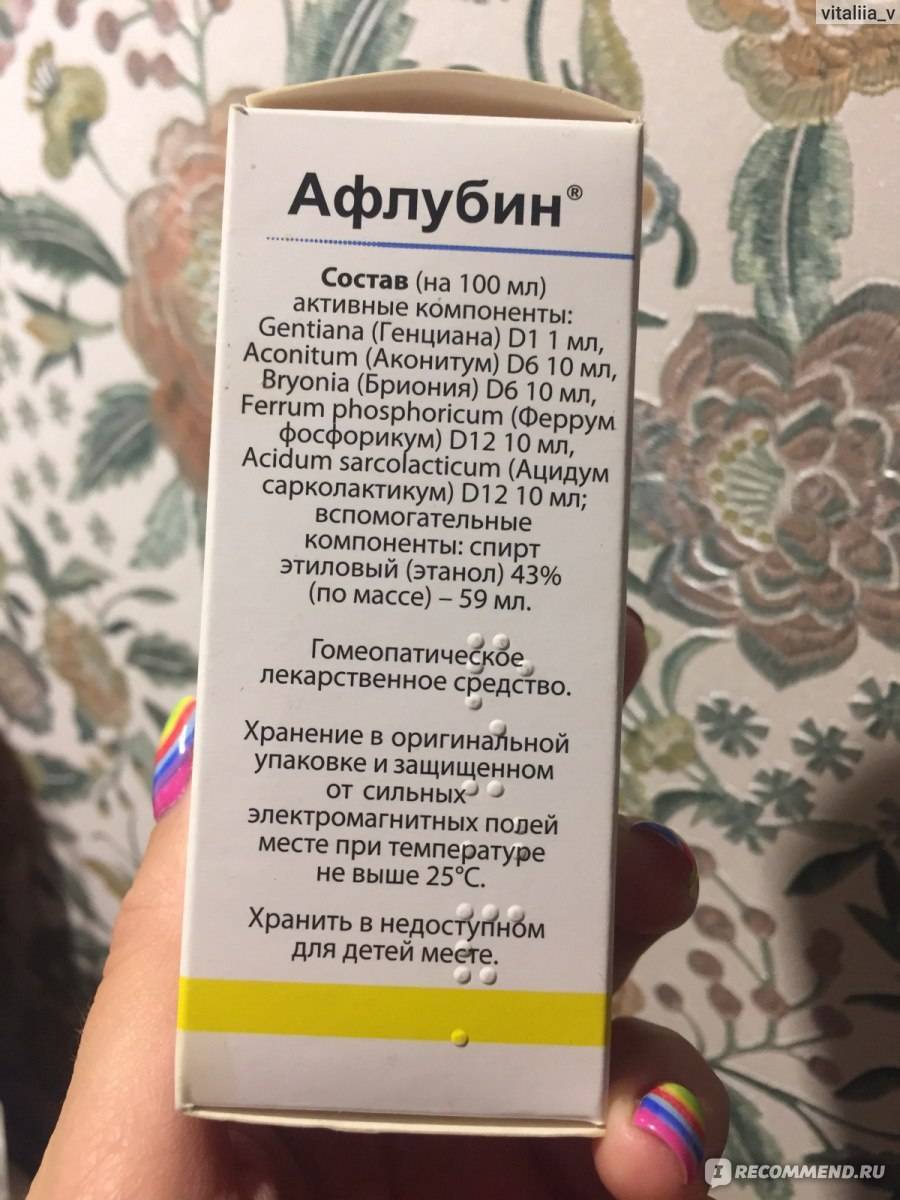 vitaliia_v
Афлубин®
Состав (на 100 мл)
активные компоненты:
Gentiana (Генциана) D1 1 мл,
Aconitum (Аконитум) D6 10 мл,
Bryonia (Бриония) D6 10 мл,
Ferrum phosphoricum (Феррум
фосфорикум) D12 10 мл,
Acidum sarcolacticum (Ацидум
сарколактикум) D12 10 мл;
вспомогательные
компоненты: спирт
этиловый (этанол) 43%
(по массе) – 59 мл.
Гомеопатическое
лекарственное средство.
Хранение в оригинальной
упаковке и защищенном
от сильных
электромагнитных полей
месте при температуре
не выше 25°С.
Хранить в недоступном
для детей месте.
I RECOMMEND.RU